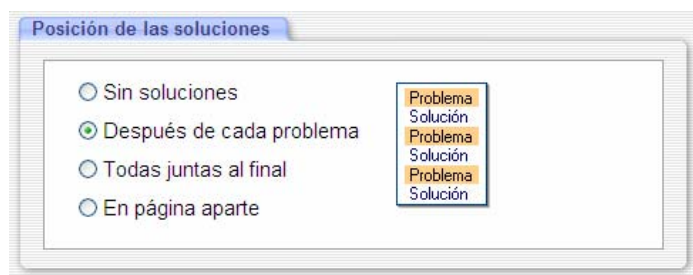 Posición de las soluciones
Sin soluciones
Después de cada problema
Todas juntas al final
En página aparte
Problema
Solución
Problema
Solución
Problema
Solución